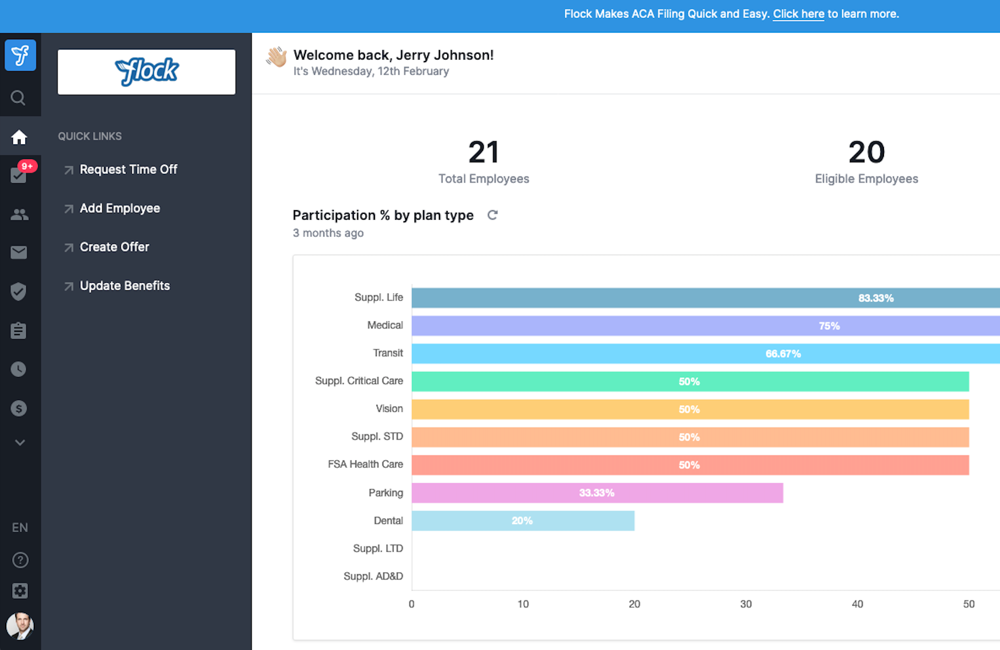 Flock Makes ACA Filing Quick and Easy. Click here to learn more.
flock
QUICK LINKS
Request Time Off
Add Employee
Create Offer
Update Benefits
9+
EN
Welcome back, Jerry Johnson!
It's Wednesday, 12th February
21
Total Employees
20
Eligible Employees
Participation % by plan type
3 months ago
Suppl. Life 83.33%
Medical 75%
Transit 66.67%
Suppl. Critical Care 50%
Vision 50%
Suppl. STD 50%
FSA Health Care 50%
Parking 33.33%
Dental 20%
Suppl. LTD
Suppl. AD&D
0 10 20 30 40 50